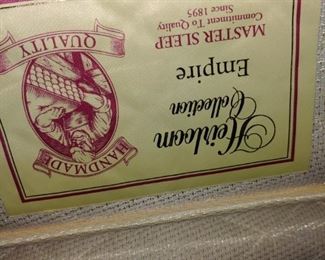 Heirloom
Collection
Empire
MASTER SLEEP
Commitment To Quality
Since 1895
HANDMADE
QUALITY